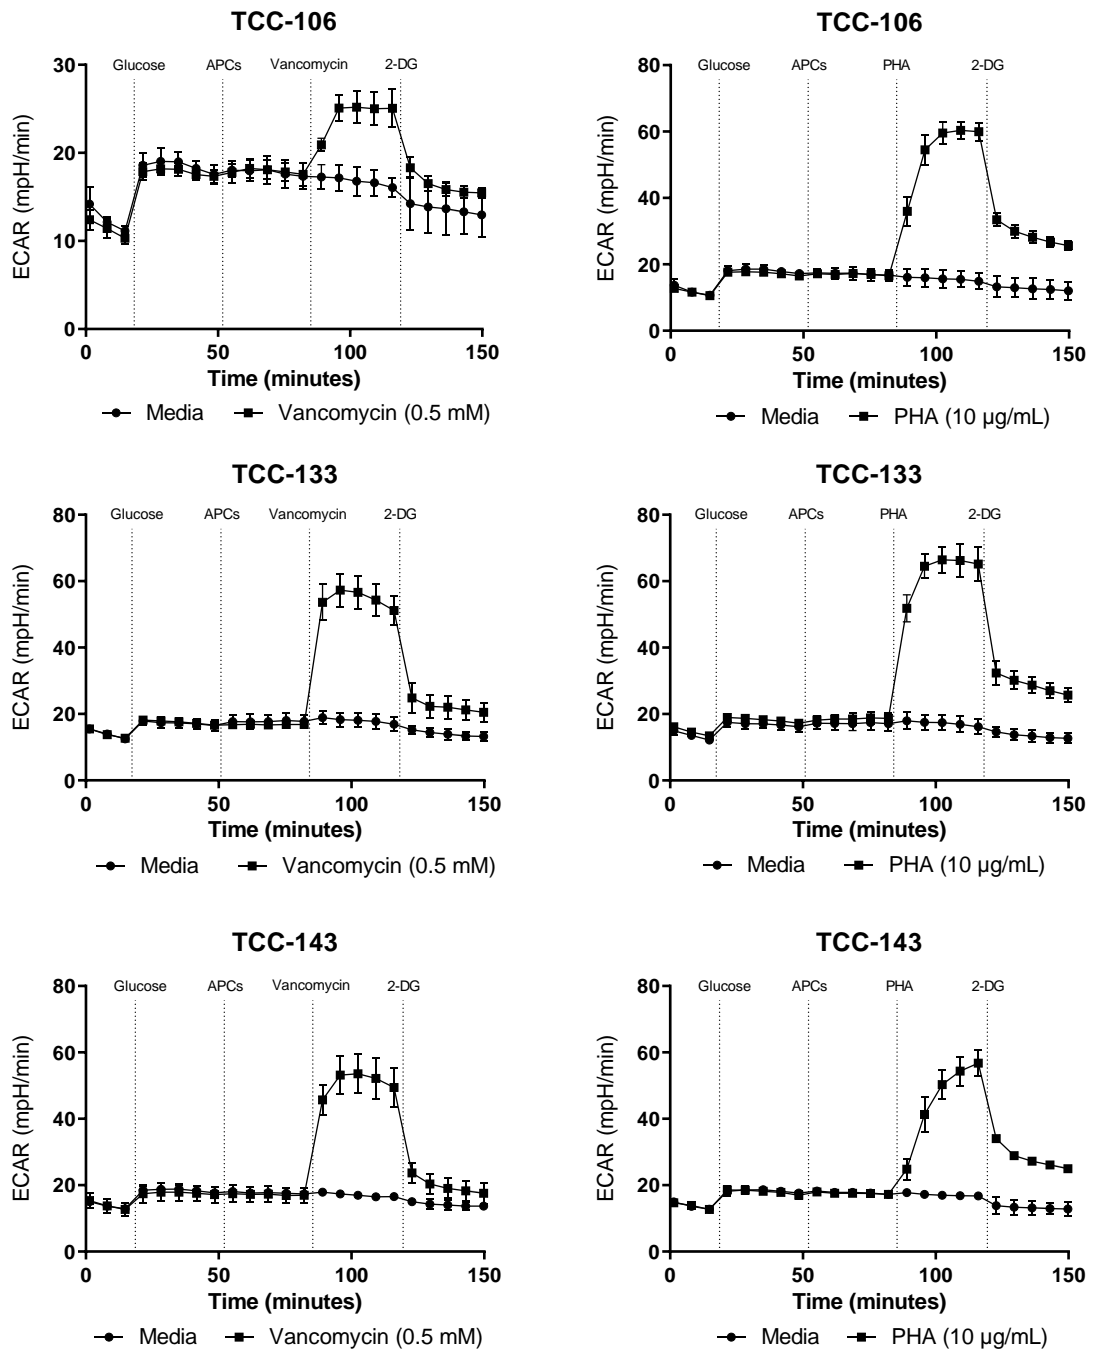 TCC-106
Glucose APCs Vancomycin 2-DG
30
20
10
0
ECAR (mpH/min)
0 50 100 150
Time (minutes)
Media Vancomycin (0.5 mM)
TCC-106
Glucose APCs PHA 2-DG
80
60
40
20
0
ECAR (mpH/min)
0 50 100 150
Time (minutes)
Media PHA (10 µg/mL)
TCC-133
Glucose APCs Vancomycin 2-DG
80
60
40
20
0
ECAR (mpH/min)
0 50 100 150
Time (minutes)
Media Vancomycin (0.5 mM)
TCC-133
Glucose APCs PHA 2-DG
80
60
40
20
0
ECAR (mpH/min)
0 50 100 150
Time (minutes)
Media PHA (10 µg/mL)
TCC-143
Glucose APCs Vancomycin 2-DG
80
60
40
20
0
ECAR (mpH/min)
0 50 100 150
Time (minutes)
Media Vancomycin (0.5 mM)
TCC-143
Glucose APCs PHA 2-DG
80
60
40
20
0
ECAR (mpH/min)
0 50 100 150
Time (minutes)
Media PHA (10 µg/mL)